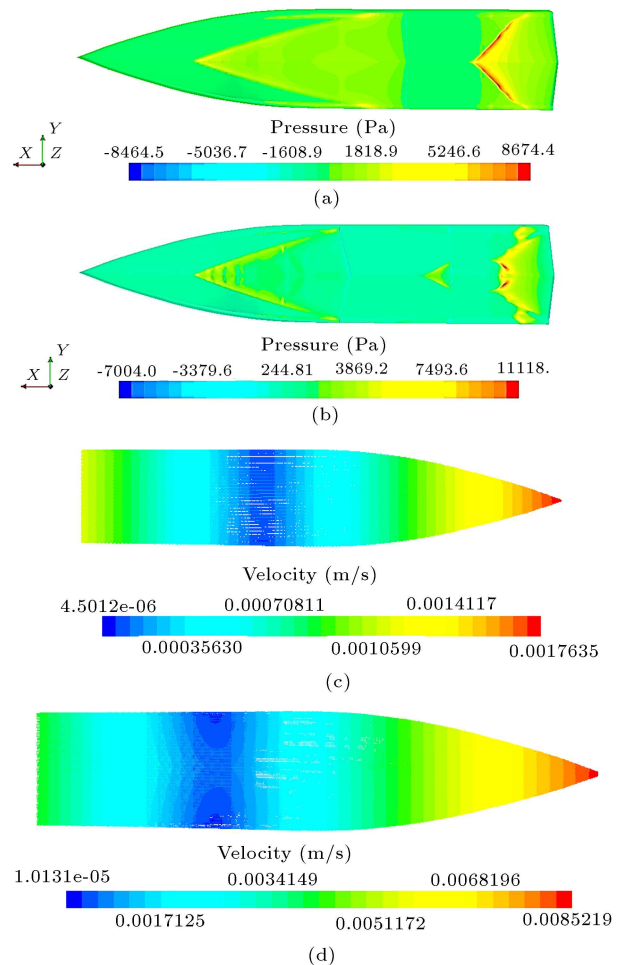 Pressure (Pa)
Y
X Z
-8464.5 -5036.7 -1608.9 1818.9 5246.6 8674.4
(a)
Pressure (Pa)
Y
X Z
-7004.0 -3379.6 244.81 3869.2 7493.6 11118.
(b)
Velocity (m/s)
4.5012e-06 0.00070811 0.0014117
0.00035630 0.0010599 0.0017635
(c)
Velocity (m/s)
1.0131e-05 0.0034149 0.0068196
0.0017125 0.0051172 0.0085219
(d)